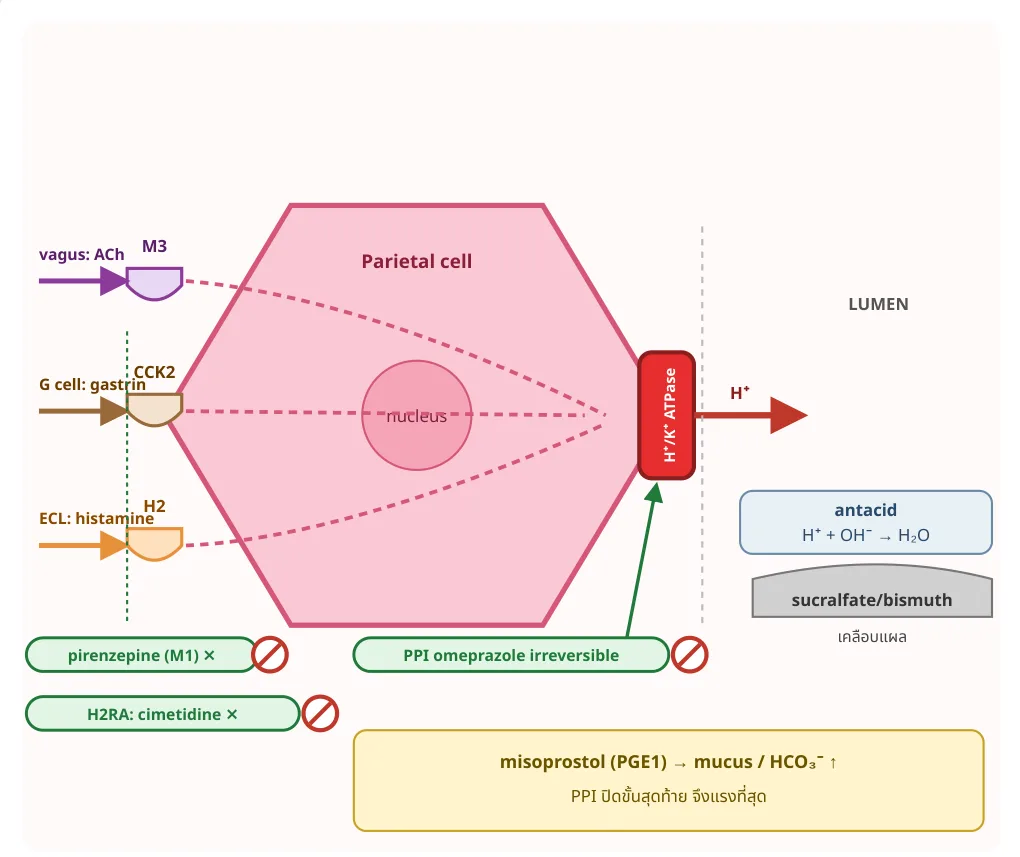 Parietal cell
vagus: ACh
M3
LUMEN
G cell: gastrin
CCK2
nucleus
H⁺/K⁺ ATPase
H⁺
ECL: histamine
H2
antacid
H⁺ + OH⁻ → H₂O
sucralfate/bismuth
เคลือบแผล
pirenzepine (M1) ✕
PPI omeprazole irreversible
H2RA: cimetidine ✕
misoprostol (PGE1) → mucus / HCO₃⁻ ↑
PPI ปิดขั้นสุดท้าย จึงแรงที่สุด